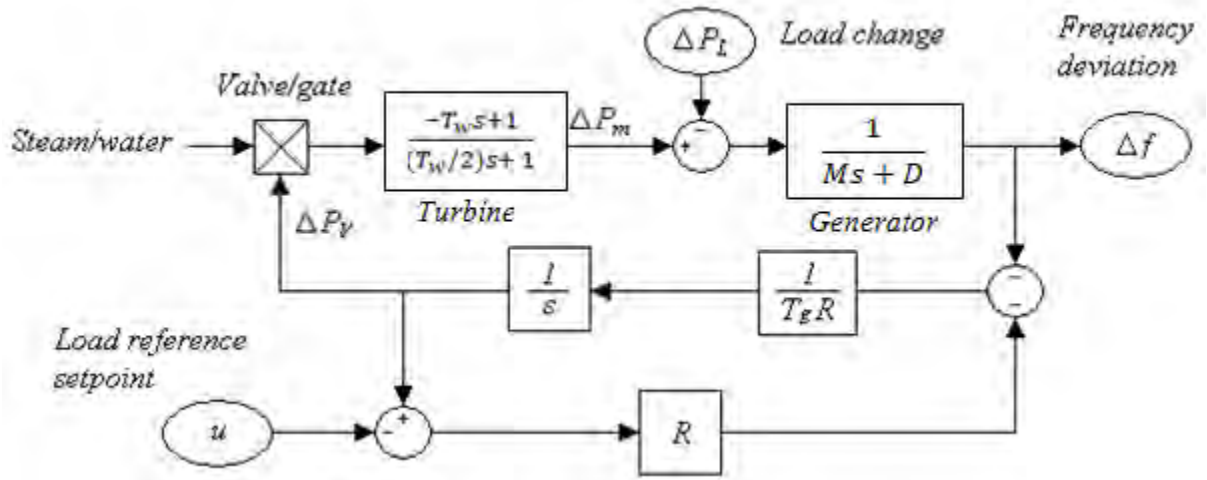 ΔP_L
Load change
Frequency
deviation
Valve/gate
Steam/water
-T_w s+1
(T_w/2)s+1
ΔP_m
-
+
1
Ms + D
Δf
Turbine
Generator
ΔP_V
1
s
1
T_g R
-
-
Load reference
setpoint
u
-
+
R